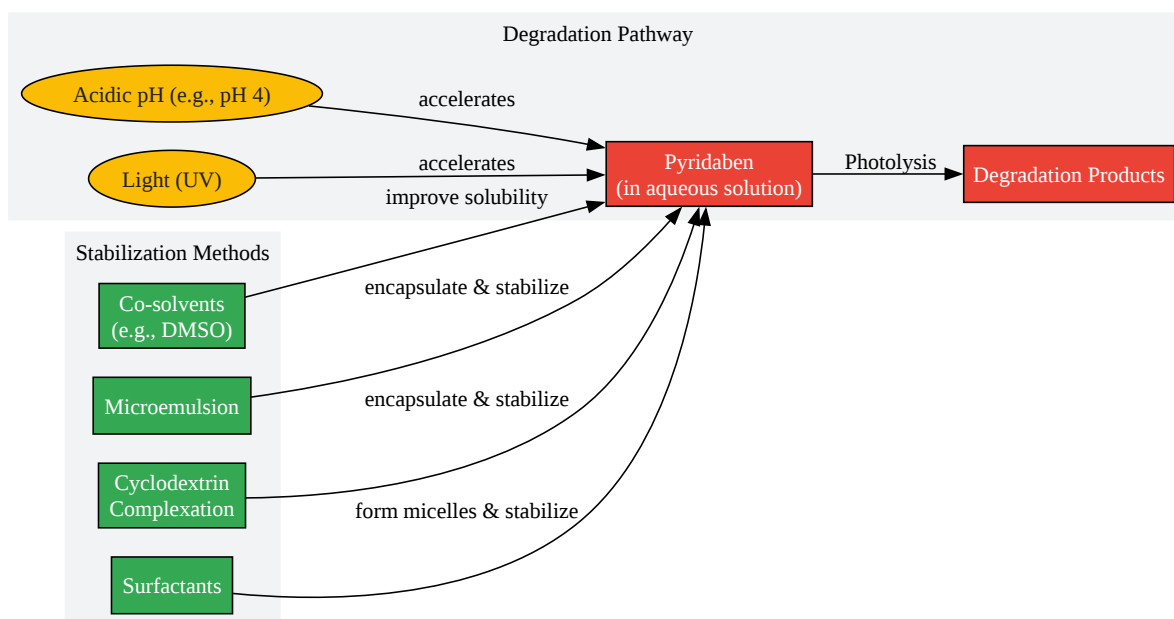 Degradation Pathway
Acidic pH (e.g., pH 4)
accelerates
Light (UV)
accelerates
improve solubility
Pyridaben
(in aqueous solution)
Photolysis
Degradation Products
Stabilization Methods
Co-solvents
(e.g., DMSO)
encapsulate & stabilize
Microemulsion
encapsulate & stabilize
Cyclodextrin
Complexation
form micelles & stabilize
Surfactants